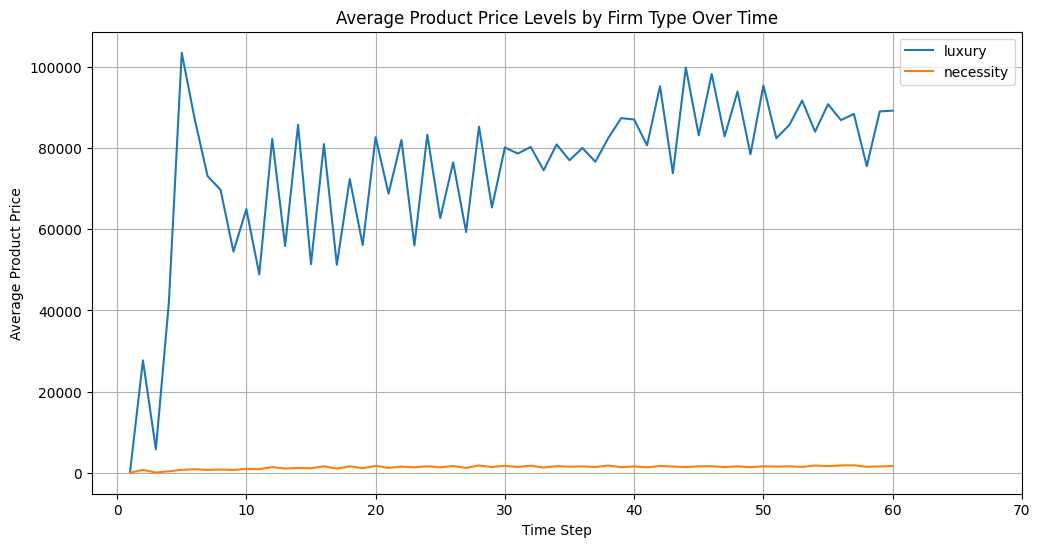 Average Product Price Levels by Firm Type Over Time
luxury
necessity
Average Product Price
100000
80000
60000
40000
20000
0
0 10 20 30 40 50 60 70
Time Step